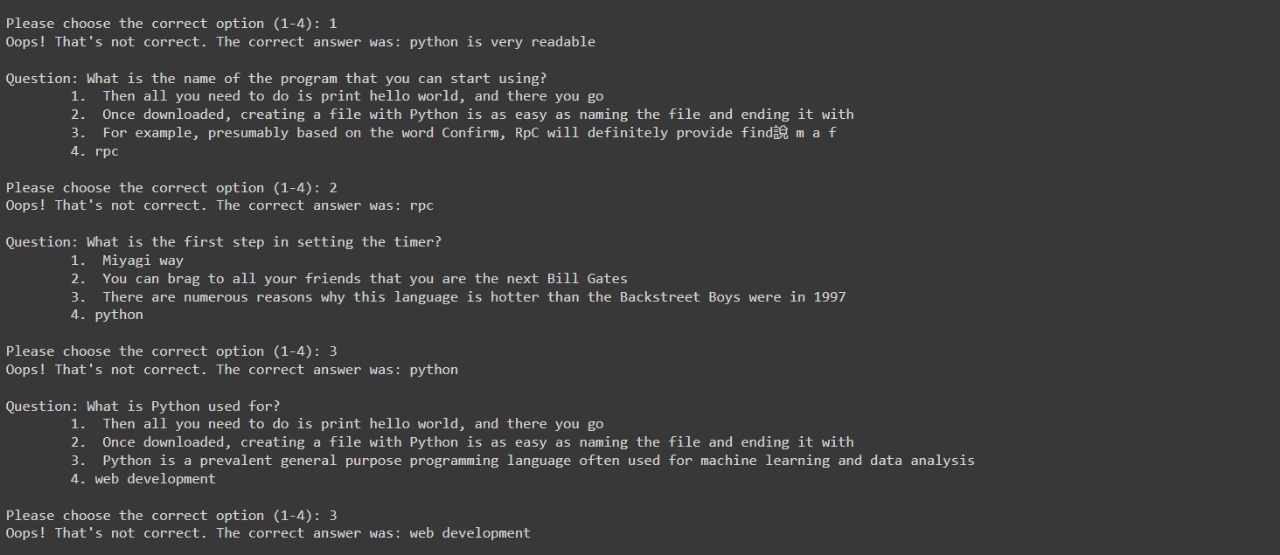 Please choose the correct option (1-4): 1
Oops! That's not correct. The correct answer was: python is very readable
Question: What is the name of the program that you can start using?
1.  Then all you need to do is print hello world, and there you go
2.  Once downloaded, creating a file with Python is as easy as naming the file and ending it with
3.  For example, presumably based on the word Confirm, RpC will definitely provide find說 m a f
4. rpc
Please choose the correct option (1-4): 2
Oops! That's not correct. The correct answer was: rpc
Question: What is the first step in setting the timer?
1.  Miyagi way
2.  You can brag to all your friends that you are the next Bill Gates
3.  There are numerous reasons why this language is hotter than the Backstreet Boys were in 1997
4. python
Please choose the correct option (1-4): 3
Oops! That's not correct. The correct answer was: python
Question: What is Python used for?
1.  Then all you need to do is print hello world, and there you go
2.  Once downloaded, creating a file with Python is as easy as naming the file and ending it with
3.  Python is a prevalent general purpose programming language often used for machine learning and data analysis
4. web development
Please choose the correct option (1-4): 3
Oops! That's not correct. The correct answer was: web development